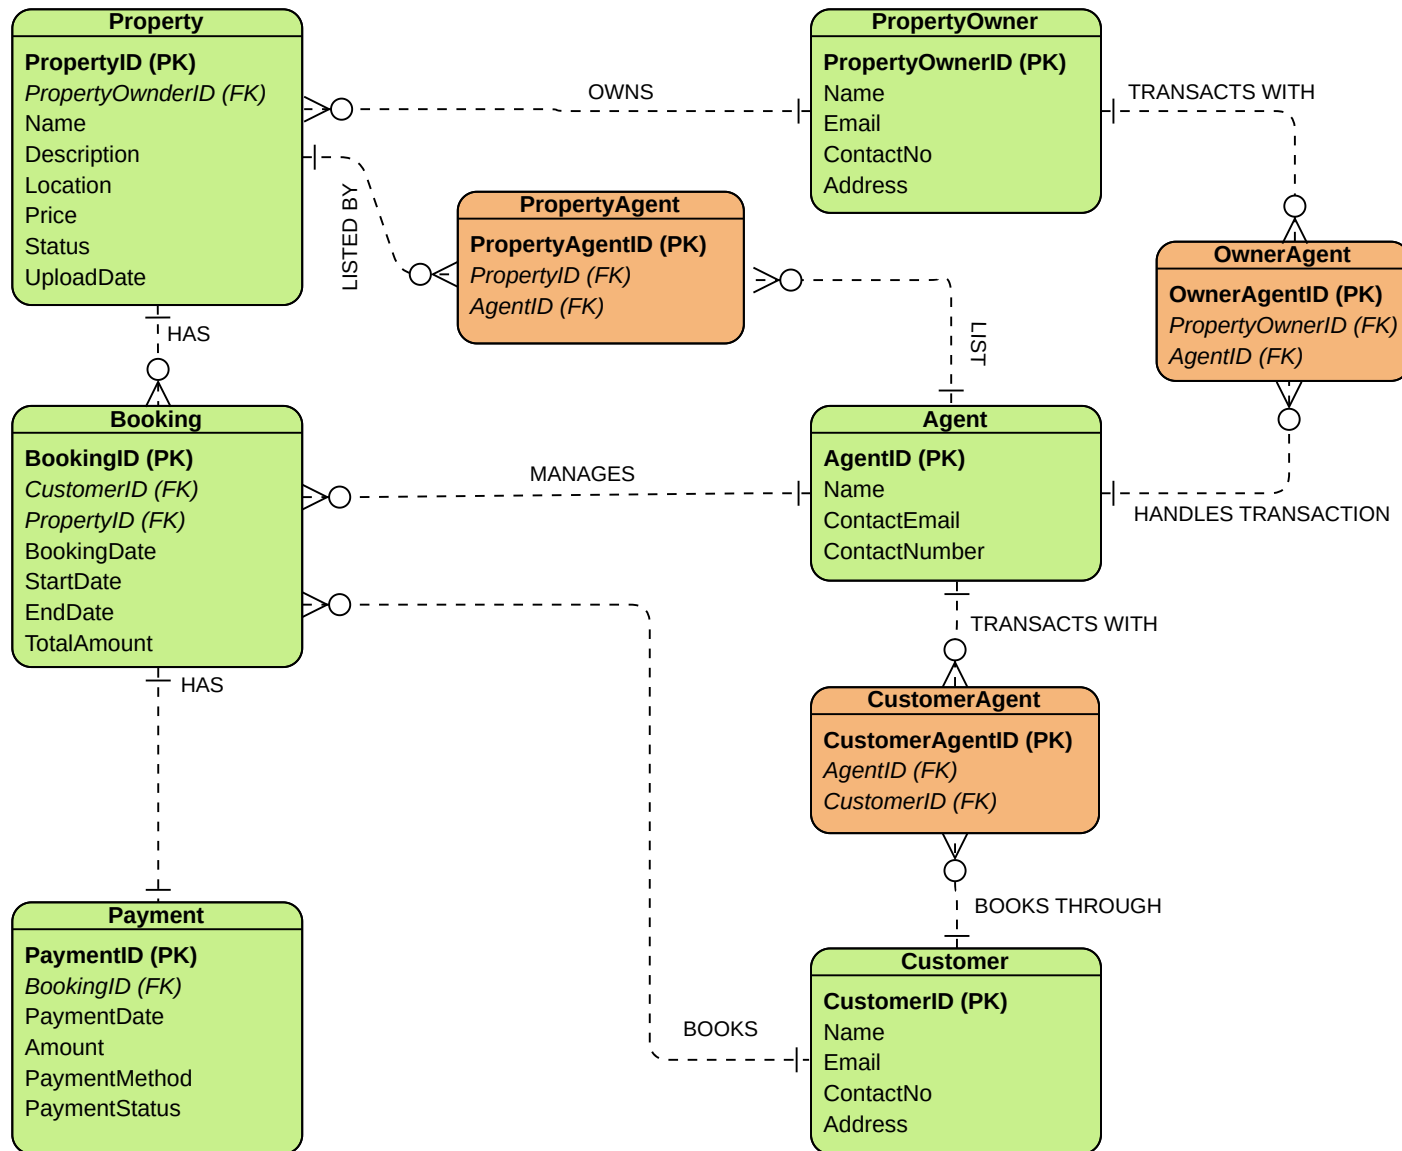 Property
PropertyID (PK)
PropertyOwnderID (FK)
Name
Description
Location
Price
Status
UploadDate
OWNS
PropertyOwner
PropertyOwnerID (PK)
Name
Email
ContactNo
Address
TRANSACTS WITH
LISTED BY
PropertyAgent
PropertyAgentID (PK)
PropertyID (FK)
AgentID (FK)
OwnerAgent
OwnerAgentID (PK)
PropertyOwnerID (FK)
AgentID (FK)
HAS
LIST
Booking
BookingID (PK)
CustomerID (FK)
PropertyID (FK)
BookingDate
StartDate
EndDate
TotalAmount
MANAGES
Agent
AgentID (PK)
Name
ContactEmail
ContactNumber
HANDLES TRANSACTION
TRANSACTS WITH
HAS
CustomerAgent
CustomerAgentID (PK)
AgentID (FK)
CustomerID (FK)
BOOKS THROUGH
Payment
PaymentID (PK)
BookingID (FK)
PaymentDate
Amount
PaymentMethod
PaymentStatus
BOOKS
Customer
CustomerID (PK)
Name
Email
ContactNo
Address